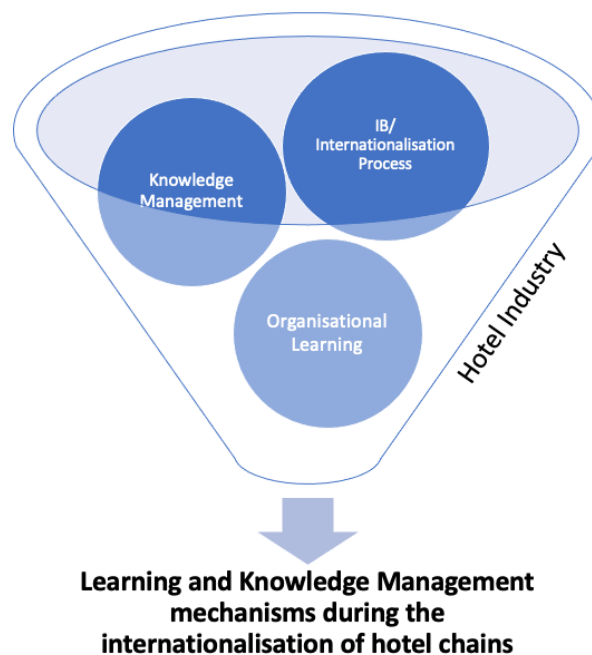 IB/
Internationalisation
Process
Knowledge
Management
Organisational
Learning
Hotel Industry
Learning and Knowledge Management
mechanisms during the
internationalisation of hotel chains